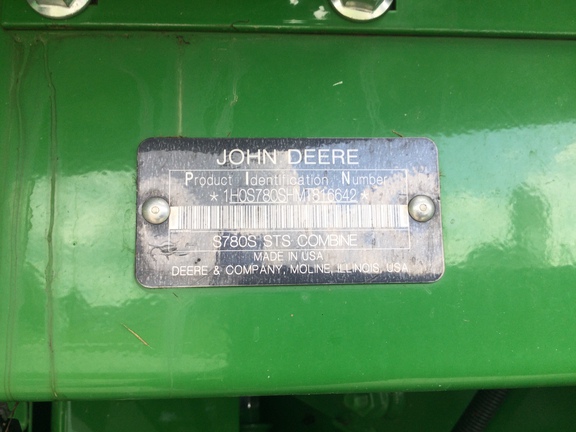 JOHN DEERE
Product Identification Number
*1H0S780SHMT816642*
S780S STS COMBINE
MADE IN USA
DEERE & COMPANY, MOLINE, ILLINOIS, USA